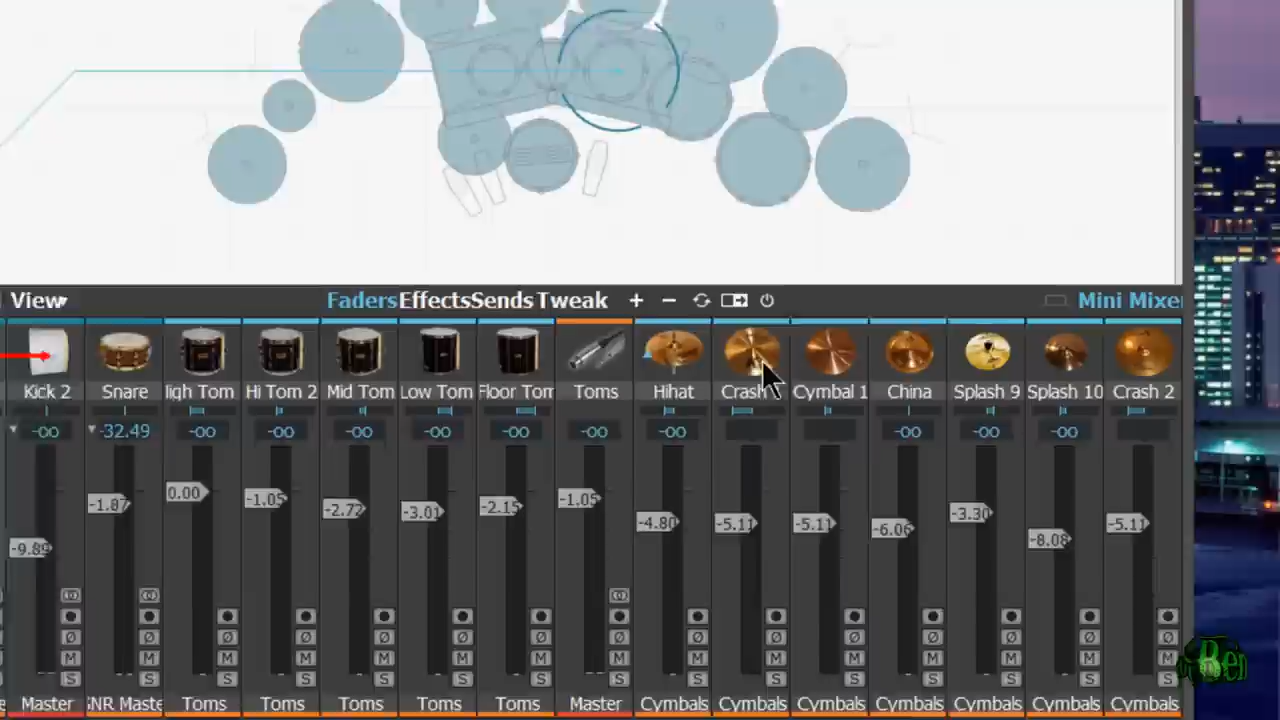 View
Faders Effects Sends Tweak + −
Mini Mixer
Kick 2 Snare ligh Tom Hi Tom 2 Mid Tom Low Tom Floor Tom Toms Hihat Crash Cymbal 1 China Splash 9 Splash 10 Crash 2
-oo -32.49 -oo -oo -oo -oo -oo -oo -oo -oo -oo -oo
-9.89 -1.87 0.00 -1.05 -2.72 -3.01 -2.15 -1.05 -4.80 -5.11 -5.11 -6.06 -3.30 -8.08 -5.11
Ø Ø Ø Ø Ø Ø Ø Ø Ø Ø Ø Ø Ø Ø Ø
M M M M M M M M M M M M M M M
S S S S S S S S S S S S S S S
Master SNR Maste Toms Toms Toms Toms Toms Master Cymbals Cymbals Cymbals Cymbals Cymbals Cymbals Cymbals
Ben